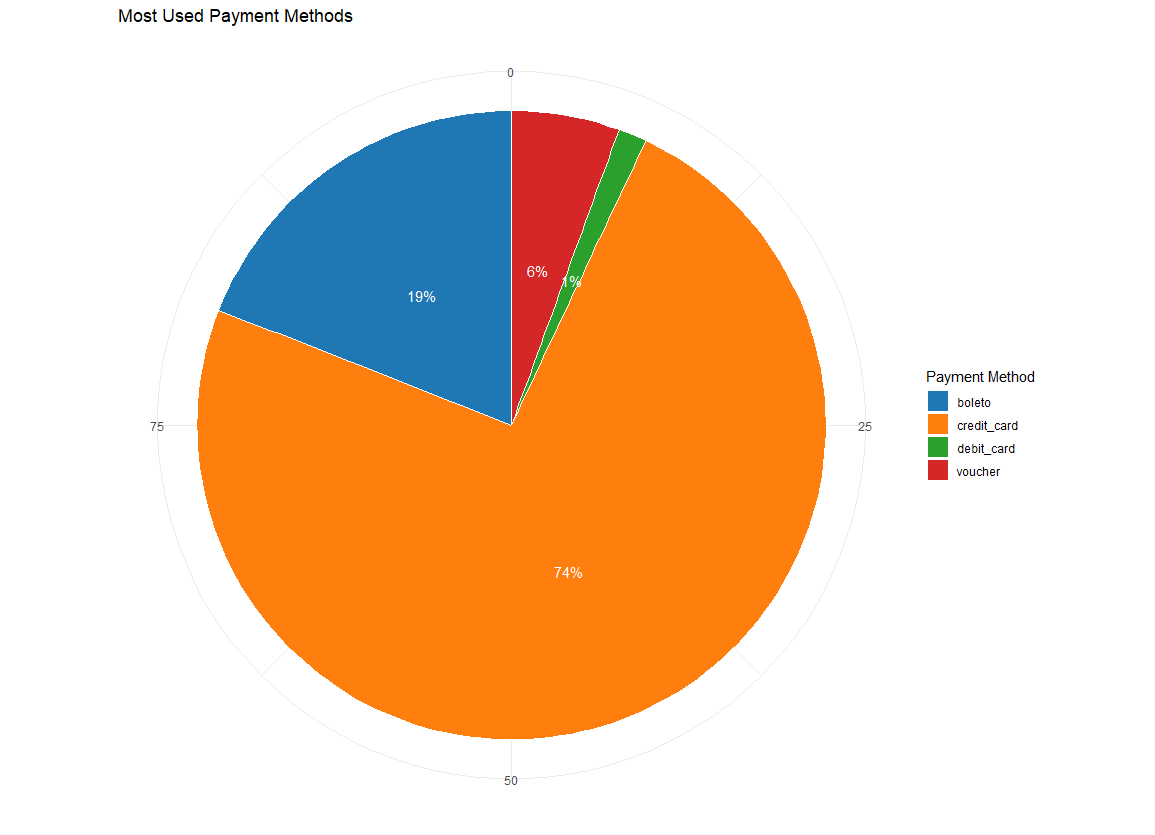 Most Used Payment Methods
0
6%
1%
19%
75
25
74%
50
Payment Method
boleto
credit_card
debit_card
voucher